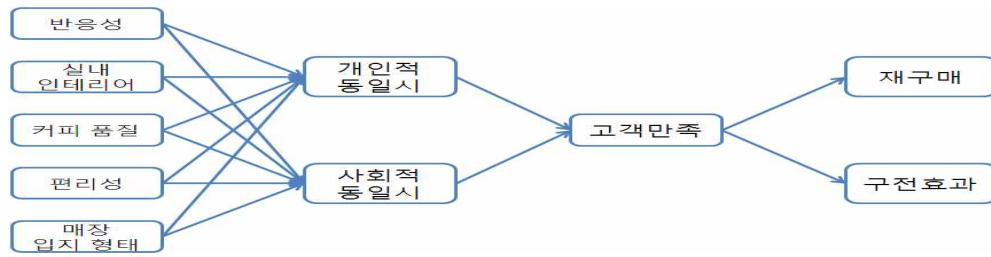 반응성
실내
인테리어
커피 품질
편리성
매장
입지 형태
개인적
동일시
사회적
동일시
고객만족
재구매
구전효과